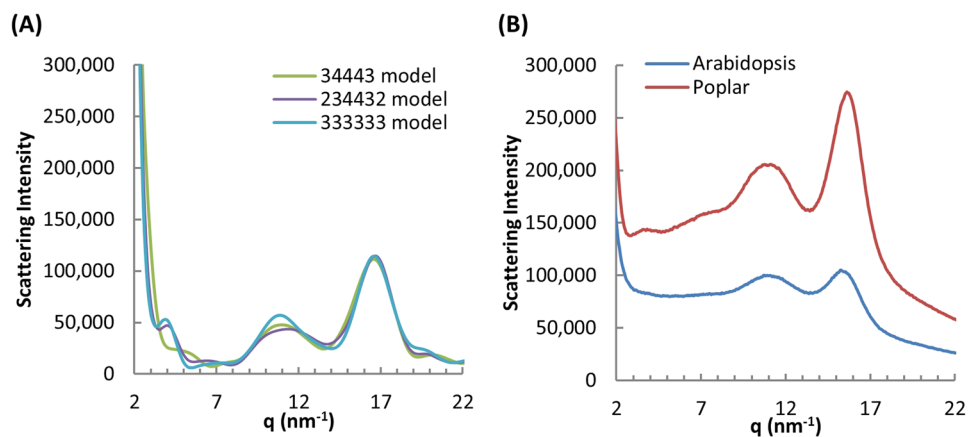 (A)
300,000
250,000
200,000
150,000
100,000
50,000
0
Scattering Intensity
34443 model
234432 model
333333 model
2 7 12 17 22
q (nm⁻¹)
(B)
300,000
250,000
200,000
150,000
100,000
50,000
0
Scattering Intensity
Arabidopsis
Poplar
2 7 12 17 22
q (nm⁻¹)